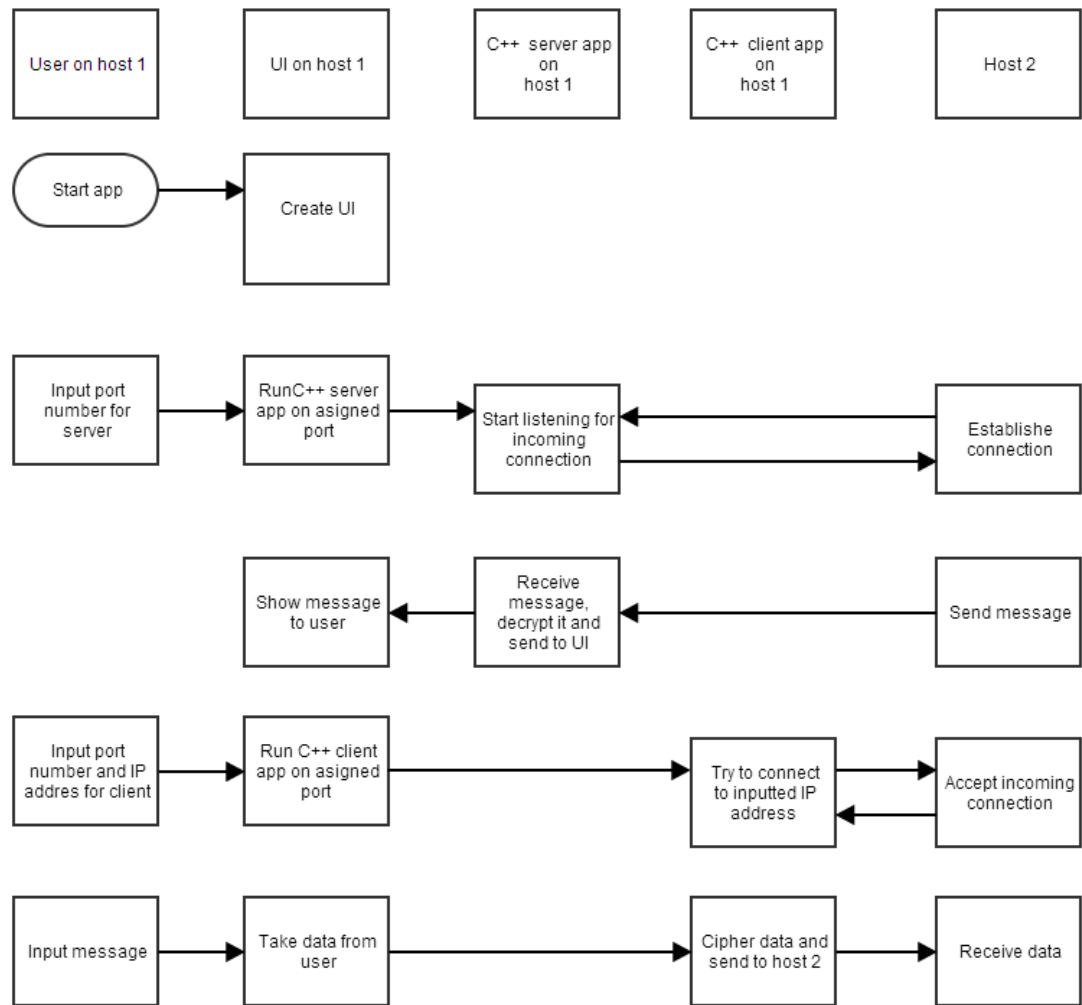 User on host 1
UI on host 1
C++ server app
on
host 1
C++ client app
on
host 1
Host 2
Start app
Create UI
Input port
number for
server
RunC++ server
app on asigned
port
Start listening for
incoming
connection
Establishe
connection
Show message
to user
Receive
message,
decrypt it and
send to UI
Send message
Input port
number and IP
addres for client
Run C++ client
app on asigned
port
Try to connect
to inputted IP
address
Accept incoming
connection
Input message
Take data from
user
Cipher data and
send to host 2
Receive data